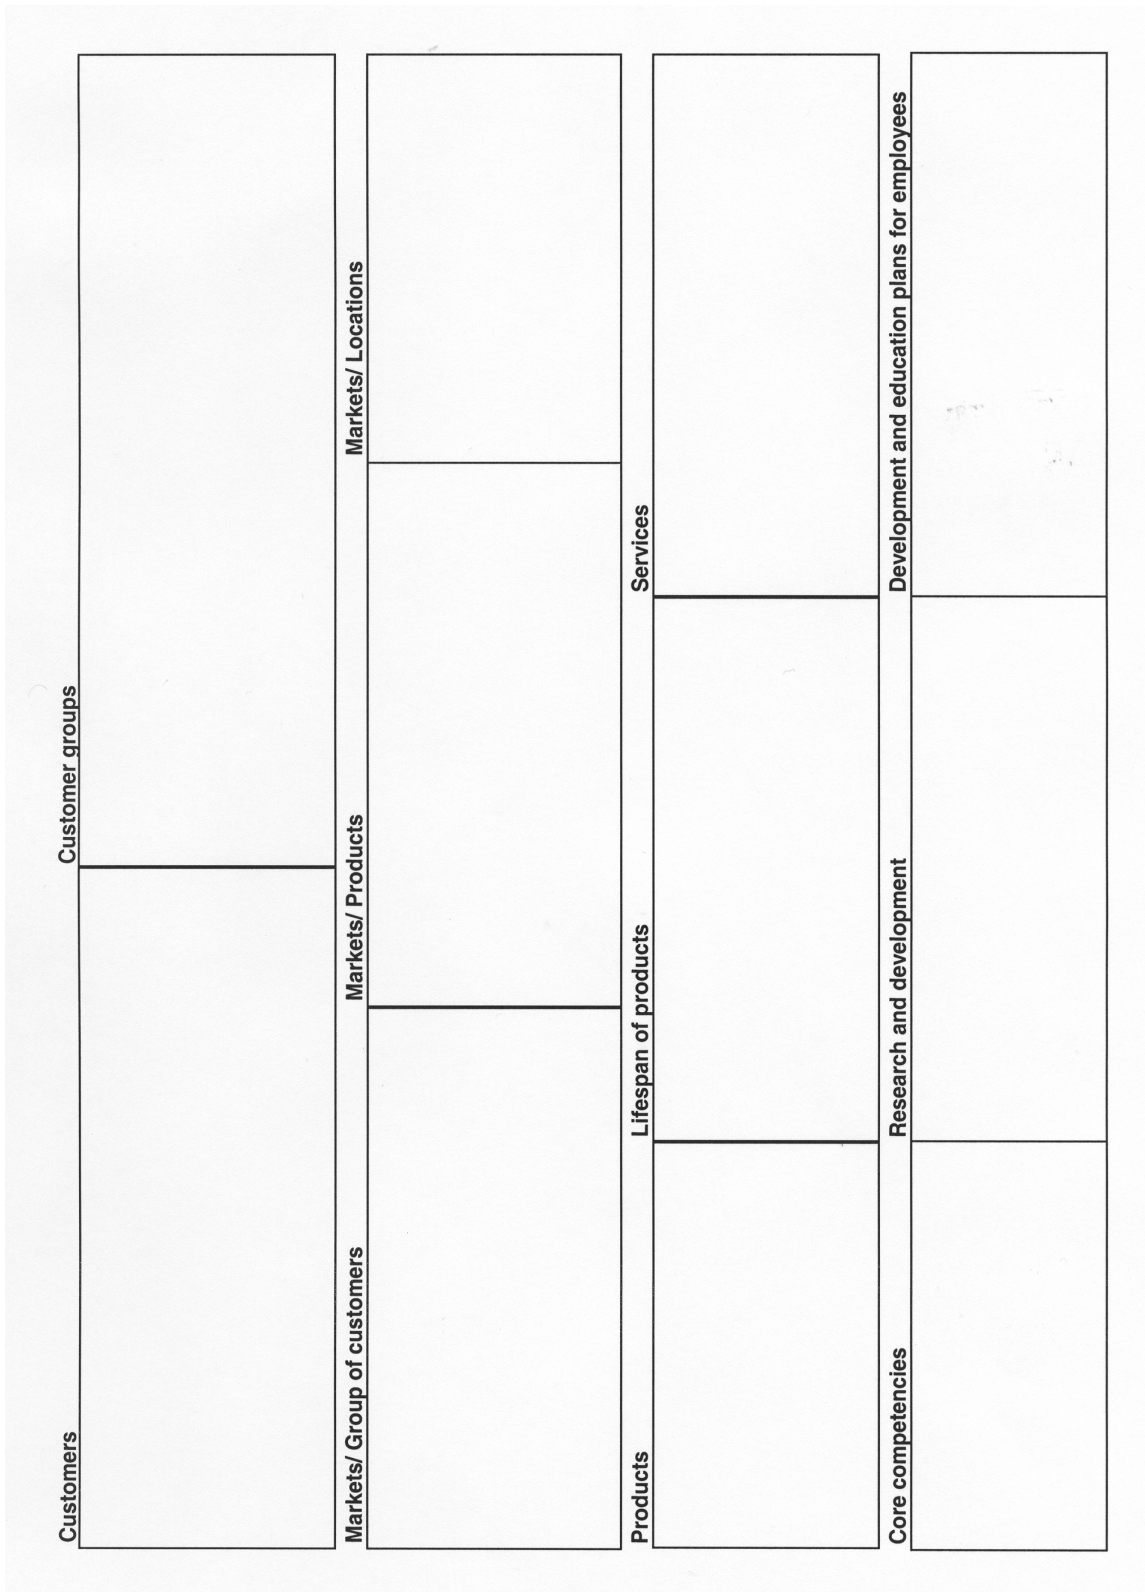 Customers
Customer groups
Markets/ Group of customers
Markets/ Products
Markets/ Locations
Products
Lifespan of products
Services
Core competencies
Research and development
Development and education plans for employees